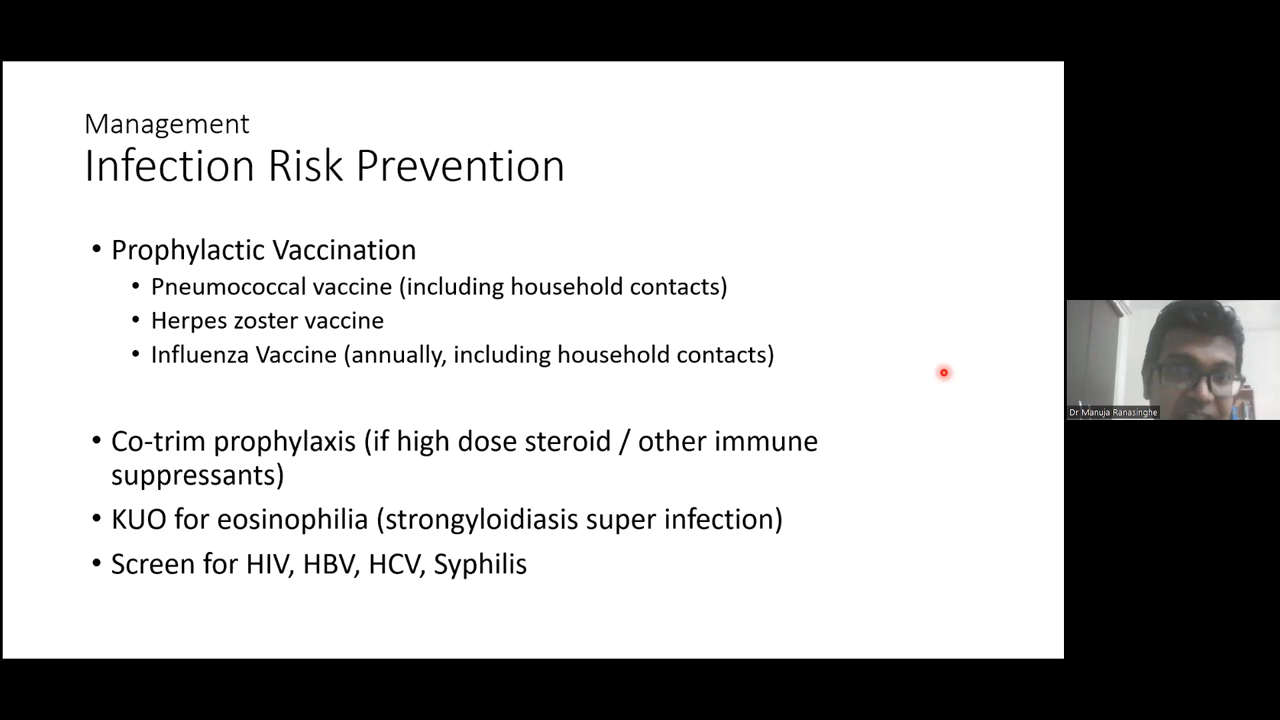 Management
Infection Risk Prevention
• Prophylactic Vaccination
• Pneumococcal vaccine (including household contacts)
• Herpes zoster vaccine
• Influenza Vaccine (annually, including household contacts)
• Co-trim prophylaxis (if high dose steroid / other immune
suppressants)
• KUO for eosinophilia (strongyloidiasis super infection)
• Screen for HIV, HBV, HCV, Syphilis
Dr Manuja Ranasinghe